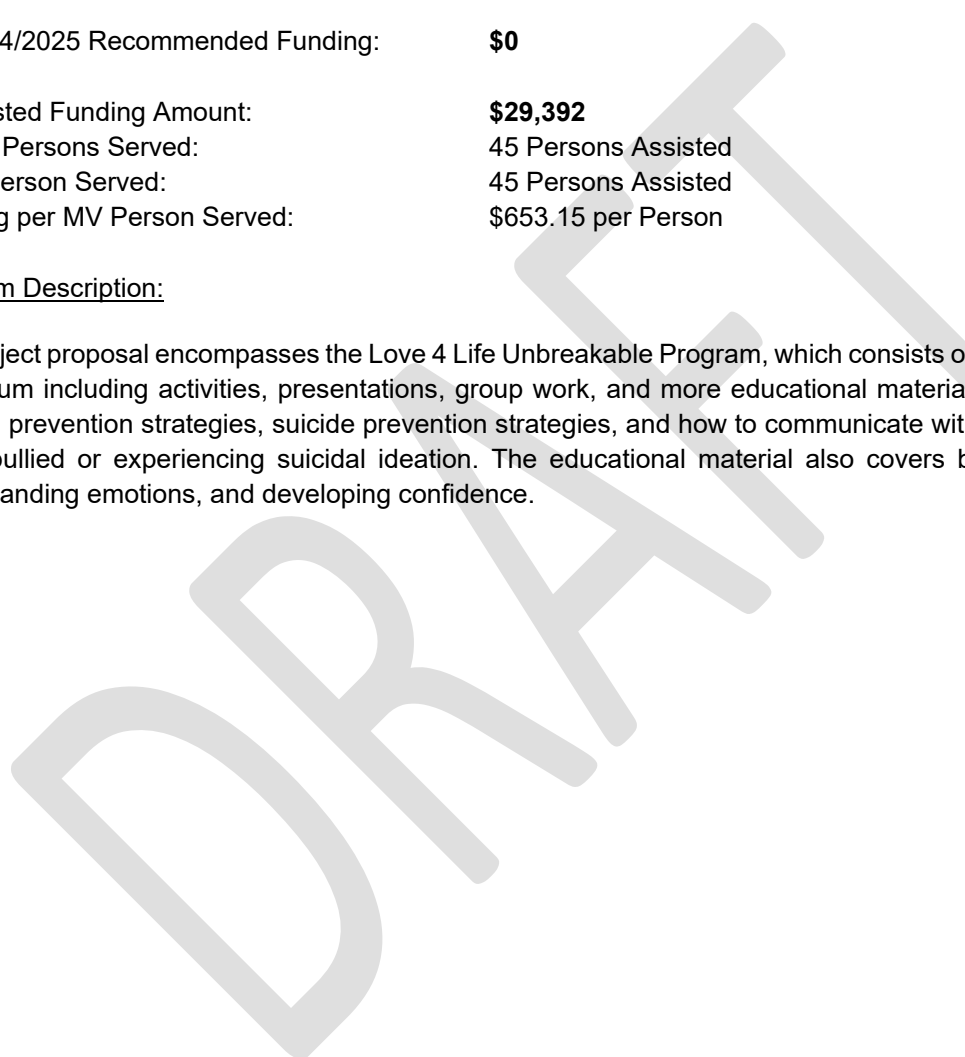 4/2025 Recommended Funding: $0
sted Funding Amount: $29,392
Persons Served: 45 Persons Assisted
erson Served: 45 Persons Assisted
g per MV Person Served: $653.15 per Person
m Description:
ject proposal encompasses the Love 4 Life Unbreakable Program, which consists o
um including activities, presentations, group work, and more educational materia
prevention strategies, suicide prevention strategies, and how to communicate wit
bullied or experiencing suicidal ideation. The educational material also covers b
anding emotions, and developing confidence.
DRAFT